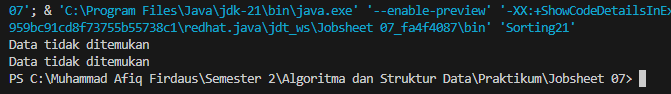 07'; & 'C:\Program Files\Java\jdk-21\bin\java.exe' '--enable-preview' '-XX:+ShowCodeDetailsInEx
959bc91cd8f73755b55738c1\redhat.java\jdt_ws\Jobsheet 07_fa4f4087\bin' 'Sorting21'
Data tidak ditemukan
Data tidak ditemukan
PS C:\Muhammad Afiq Firdaus\Semester 2\Algoritma dan Struktur Data\Praktikum\Jobsheet 07>